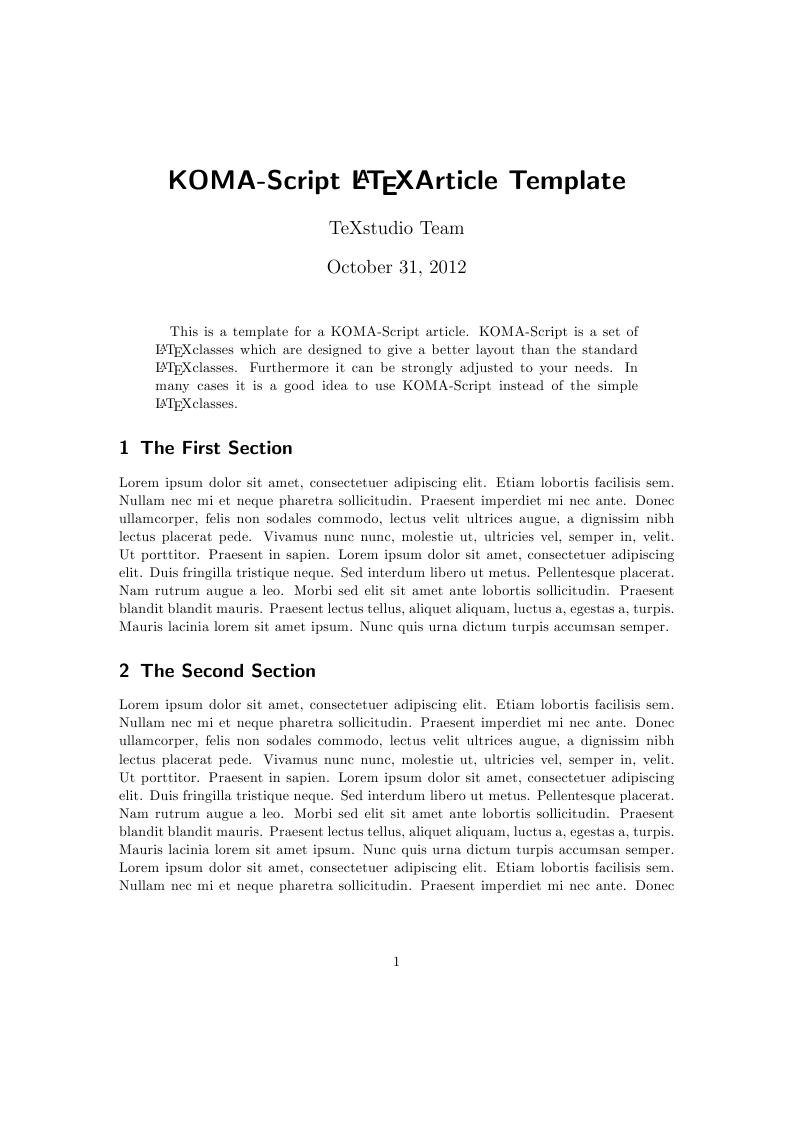 KOMA-Script LATEXArticle Template
TeXstudio Team
October 31, 2012
This is a template for a KOMA-Script article. KOMA-Script is a set of
LATEXclasses which are designed to give a better layout than the standard
LATEXclasses. Furthermore it can be strongly adjusted to your needs. In
many cases it is a good idea to use KOMA-Script instead of the simple
LATEXclasses.
1 The First Section
Lorem ipsum dolor sit amet, consectetuer adipiscing elit. Etiam lobortis facilisis sem.
Nullam nec mi et neque pharetra sollicitudin. Praesent imperdiet mi nec ante. Donec
ullamcorper, felis non sodales commodo, lectus velit ultrices augue, a dignissim nibh
lectus placerat pede. Vivamus nunc nunc, molestie ut, ultricies vel, semper in, velit.
Ut porttitor. Praesent in sapien. Lorem ipsum dolor sit amet, consectetuer adipiscing
elit. Duis fringilla tristique neque. Sed interdum libero ut metus. Pellentesque placerat.
Nam rutrum augue a leo. Morbi sed elit sit amet ante lobortis sollicitudin. Praesent
blandit blandit mauris. Praesent lectus tellus, aliquet aliquam, luctus a, egestas a, turpis.
Mauris lacinia lorem sit amet ipsum. Nunc quis urna dictum turpis accumsan semper.
2 The Second Section
Lorem ipsum dolor sit amet, consectetuer adipiscing elit. Etiam lobortis facilisis sem.
Nullam nec mi et neque pharetra sollicitudin. Praesent imperdiet mi nec ante. Donec
ullamcorper, felis non sodales commodo, lectus velit ultrices augue, a dignissim nibh
lectus placerat pede. Vivamus nunc nunc, molestie ut, ultricies vel, semper in, velit.
Ut porttitor. Praesent in sapien. Lorem ipsum dolor sit amet, consectetuer adipiscing
elit. Duis fringilla tristique neque. Sed interdum libero ut metus. Pellentesque placerat.
Nam rutrum augue a leo. Morbi sed elit sit amet ante lobortis sollicitudin. Praesent
blandit blandit mauris. Praesent lectus tellus, aliquet aliquam, luctus a, egestas a, turpis.
Mauris lacinia lorem sit amet ipsum. Nunc quis urna dictum turpis accumsan semper.
Lorem ipsum dolor sit amet, consectetuer adipiscing elit. Etiam lobortis facilisis sem.
Nullam nec mi et neque pharetra sollicitudin. Praesent imperdiet mi nec ante. Donec
1